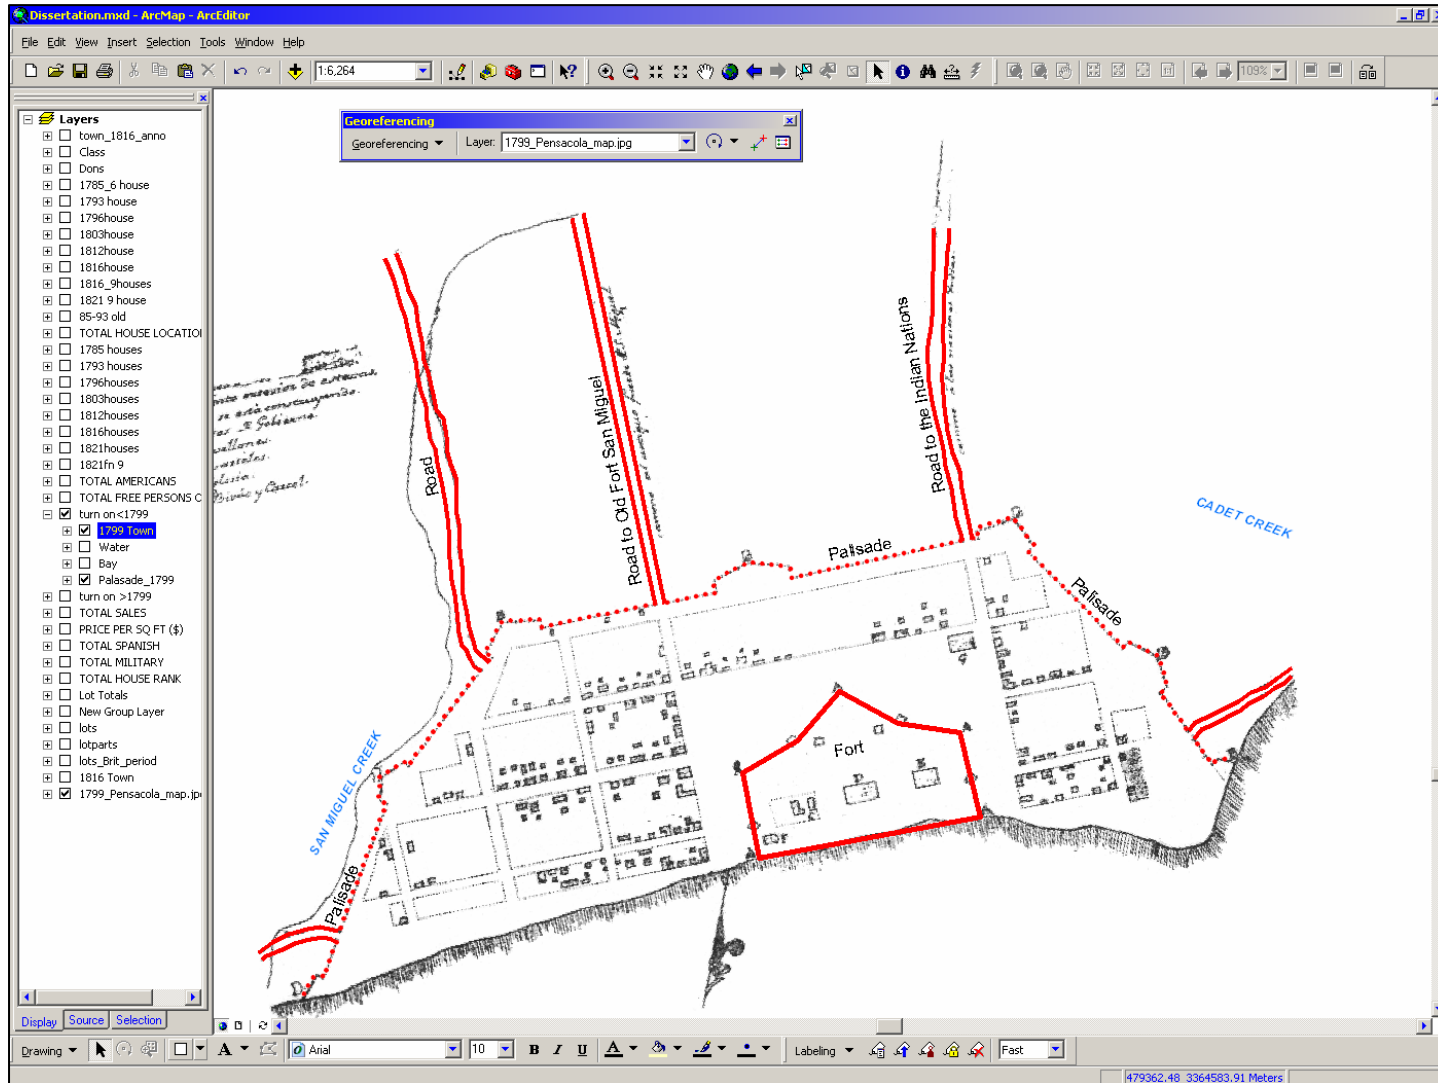 Dissertation.mxd - ArcMap - ArcEditor
File Edit View Insert Selection Tools Window Help
1:6,264
109%
Layers
town_1816_anno
Class
Dons
1785_6 house
1793 house
1796house
1803house
1812house
1816house
1816_9houses
1821 9 house
85-93 old
TOTAL HOUSE LOCATIO
1785 houses
1793 houses
1796houses
1803houses
1812houses
1816houses
1821houses
1821fn 9
TOTAL AMERICANS
TOTAL FREE PERSONS O
turn on<1799
1799 Town
Water
Bay
Palasade_1799
turn on >1799
TOTAL SALES
PRICE PER SQ FT ($)
TOTAL SPANISH
TOTAL MILITARY
TOTAL HOUSE RANK
Lot Totals
New Group Layer
lots
lotparts
lots_Brit_period
1816 Town
1799_Pensacola_map.jp
Display Source Selection
Georeferencing
Georeferencing Layer: 1799_Pensacola_map.jpg
Road
Road to Old Fort San Miguel
Road to the Indian Nations
CADET CREEK
Palisade
Palisade
Fort
SAN MIGUEL CREEK
Palisade
Drawing A Arial 10 B I U A Labeling Fast
479362.48 3364583.91 Meters